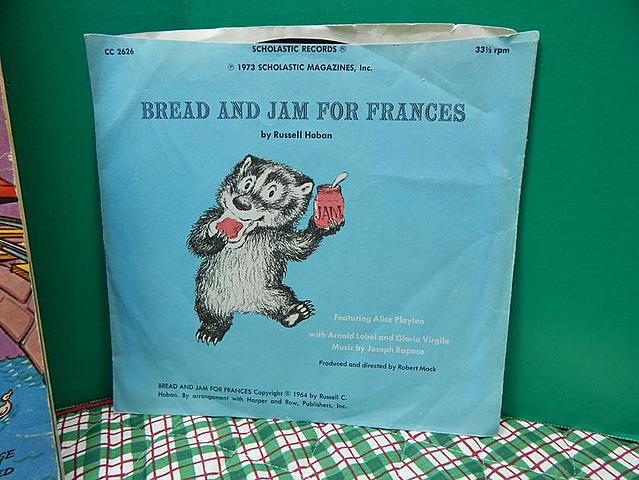 CC 2626
SCHOLASTIC RECORDS ®
33⅓ rpm
℗ 1973 SCHOLASTIC MAGAZINES, Inc.
BREAD AND JAM FOR FRANCES
by Russell Hoban
JAM
Featuring Alice Playten
with Arnold Lobel and Gloria Virgile
Music by Joseph Raposo
Produced and directed by Robert Mack
BREAD AND JAM FOR FRANCES Copyright © 1964 by Russell C.
Hoban. By arrangement with Harper and Row, Publishers, Inc.